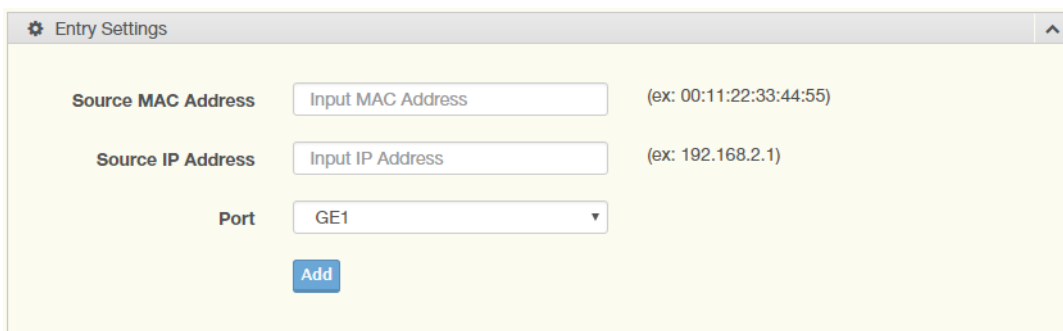 Entry Settings
Source MAC Address Input MAC Address (ex: 00:11:22:33:44:55)
Source IP Address Input IP Address (ex: 192.168.2.1)
Port GE1
Add